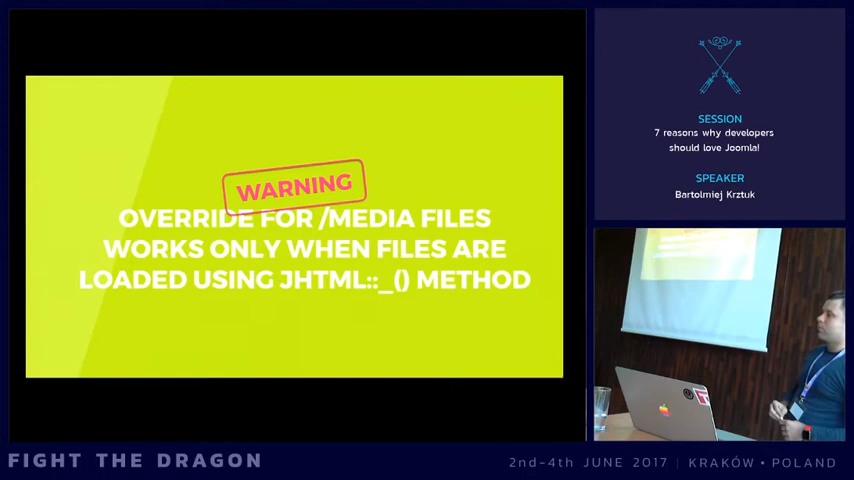 WARNING
OVERRIDE FOR /MEDIA FILES
WORKS ONLY WHEN FILES ARE
LOADED USING JHTML::_() METHOD
SESSION
7 reasons why developers
should love Joomla!
SPEAKER
Bartolmiej Krztuk
FIGHT THE DRAGON
2nd-4th JUNE 2017 | KRAKÓW • POLAND